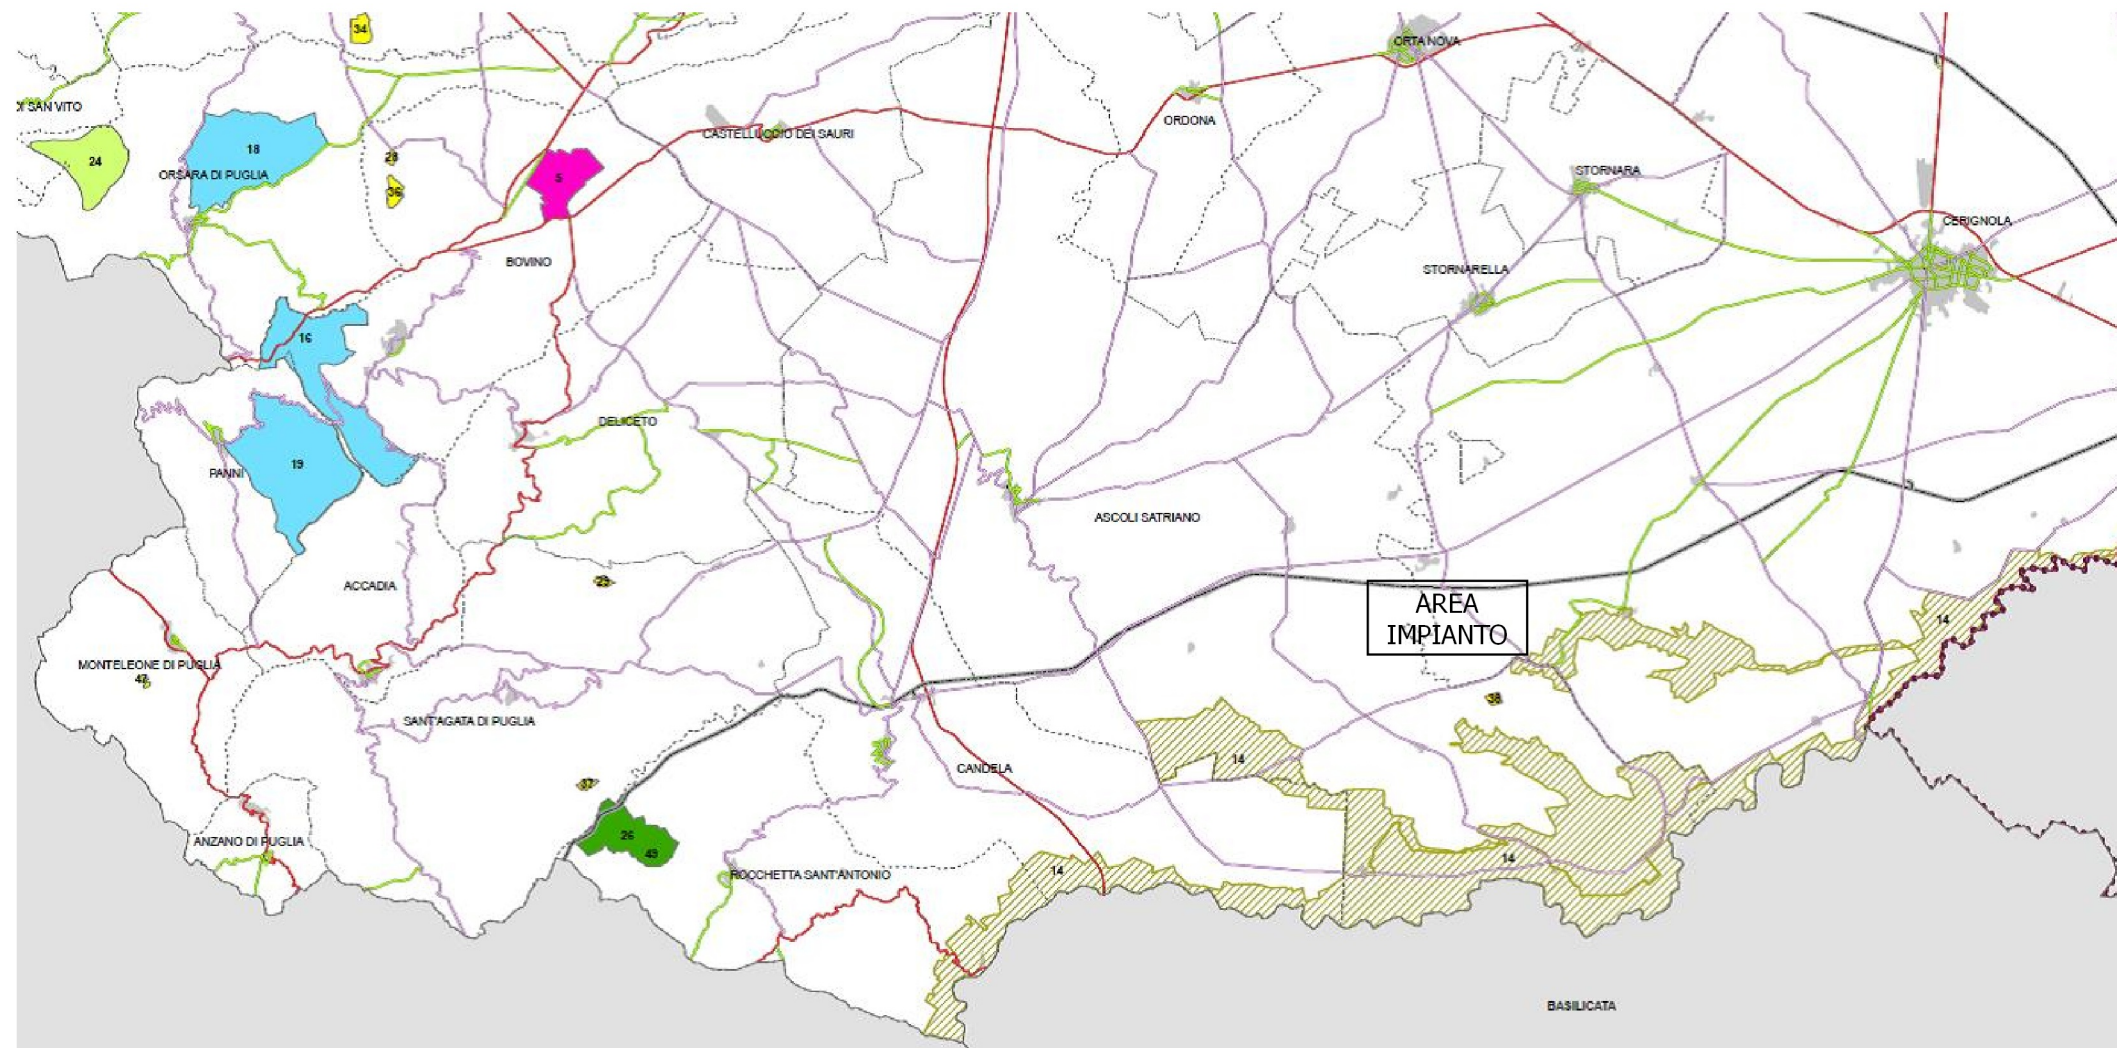 34
ORTA NOVA
DI SAN VITO
ORDONA
CASTELLUCCIO DEI SAURI
18
24
28
STORNARA
ORSARA DI PUGLIA
5
36
CERIGNOLA
BOVINO
STORNARELLA
16
DELICETO
19
PANNI
ASCOLI SATRIANO
ACCADIA
AREA
IMPIANTO
14
MONTELEONE DI PUGLIA
47
38
SANT'AGATA DI PUGLIA
14
CANDELA
37
26
49
ANZANO DI PUGLIA
14
14
ROCCHETTA SANT'ANTONIO
BASILICATA